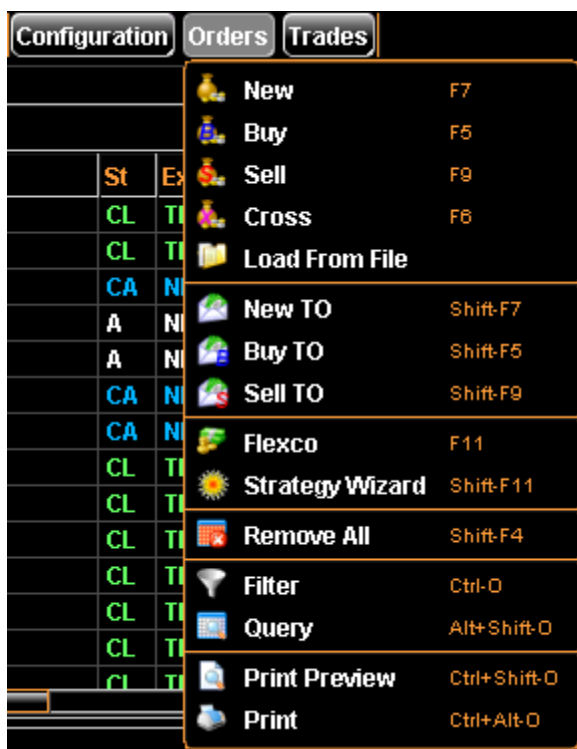 Configuration Orders Trades
New F7
Buy F5
Sell F9
Cross F6
Load From File
New TO Shift-F7
Buy TO Shift-F5
Sell TO Shift-F9
Flexco F11
Strategy Wizard Shift-F11
Remove All Shift-F4
Filter Ctrl-O
Query Alt+Shift-O
Print Preview Ctrl+Shift-O
Print Ctrl+Alt-O
St
CL
CL
CA
A
A
CA
CA
CL
CL
CL
CL
CL
CL
CL